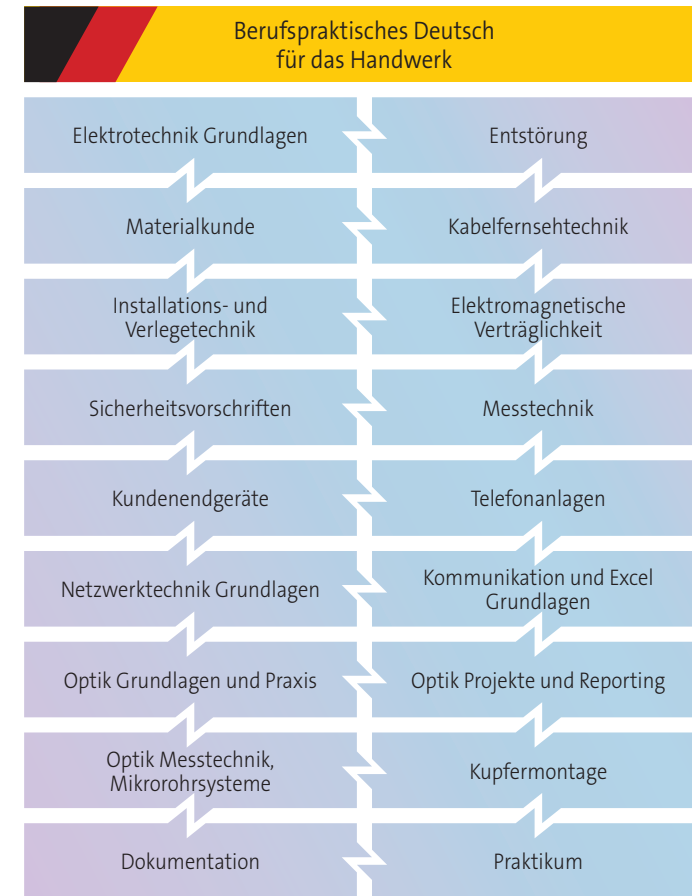 Berufspraktisches Deutsch
für das Handwerk
Elektrotechnik Grundlagen
Entstörung
Materialkunde
Kabelfernsehtechnik
Installations- und
Verlegetechnik
Elektromagnetische
Verträglichkeit
Sicherheitsvorschriften
Messtechnik
Kundenendgeräte
Telefonanlagen
Netzwerktechnik Grundlagen
Kommunikation und Excel
Grundlagen
Optik Grundlagen und Praxis
Optik Projekte und Reporting
Optik Messtechnik,
Mikrorohrsysteme
Kupfermontage
Dokumentation
Praktikum